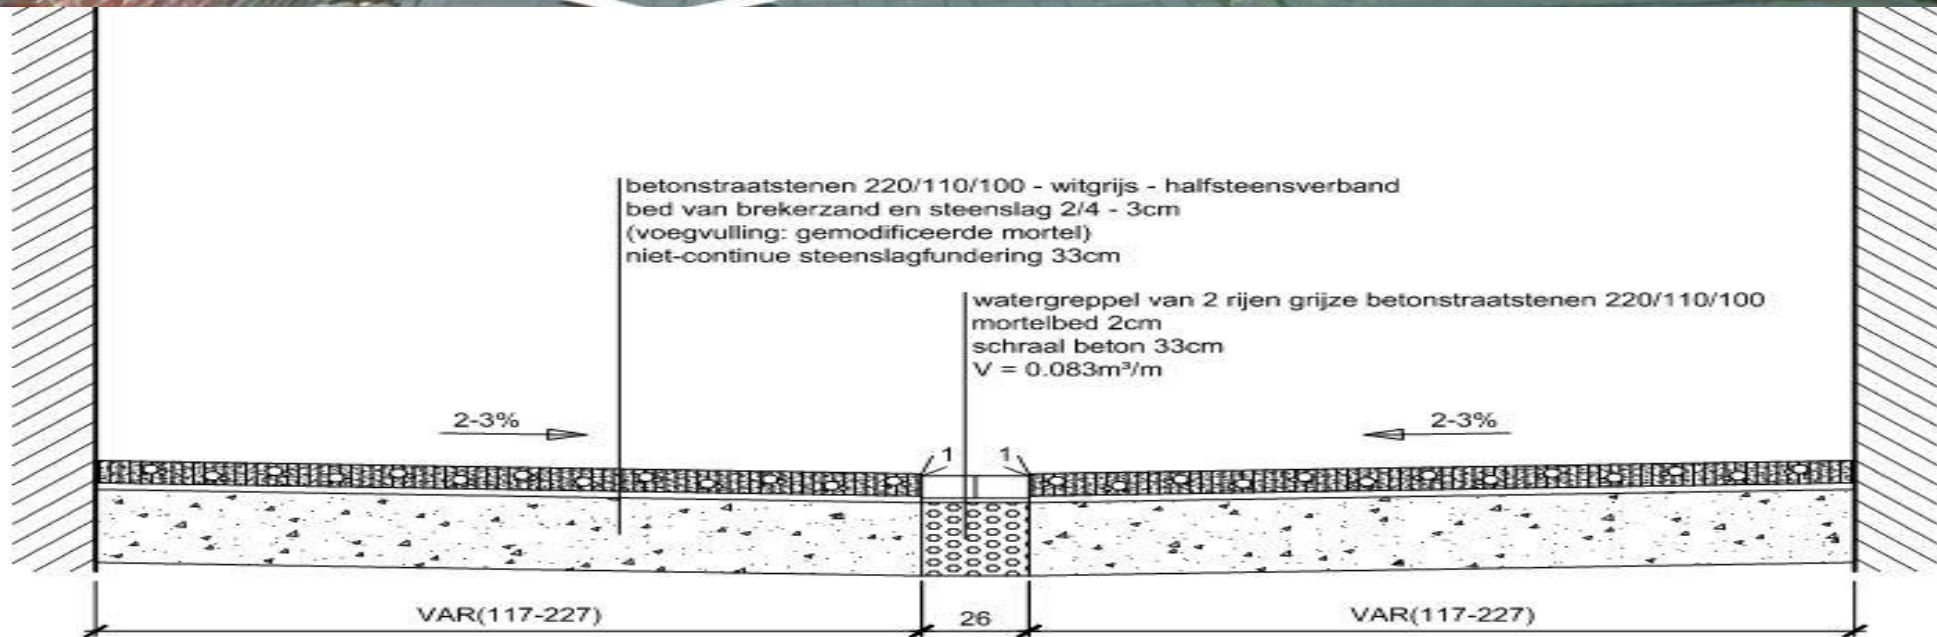 betonstraatstenen 220/110/100 - witgrijs - halfsteensverband
bed van brekerzand en steenslag 2/4 - 3cm
(voegvulling: gemodificeerde mortel)
niet-continue steenslagfundering 33cm
watergreppel van 2 rijen grijze betonstraatstenen 220/110/100
mortelbed 2cm
schraal beton 33cm
V = 0.083m³/m
2-3%
2-3%
1
1
VAR(117-227)
26
VAR(117-227)